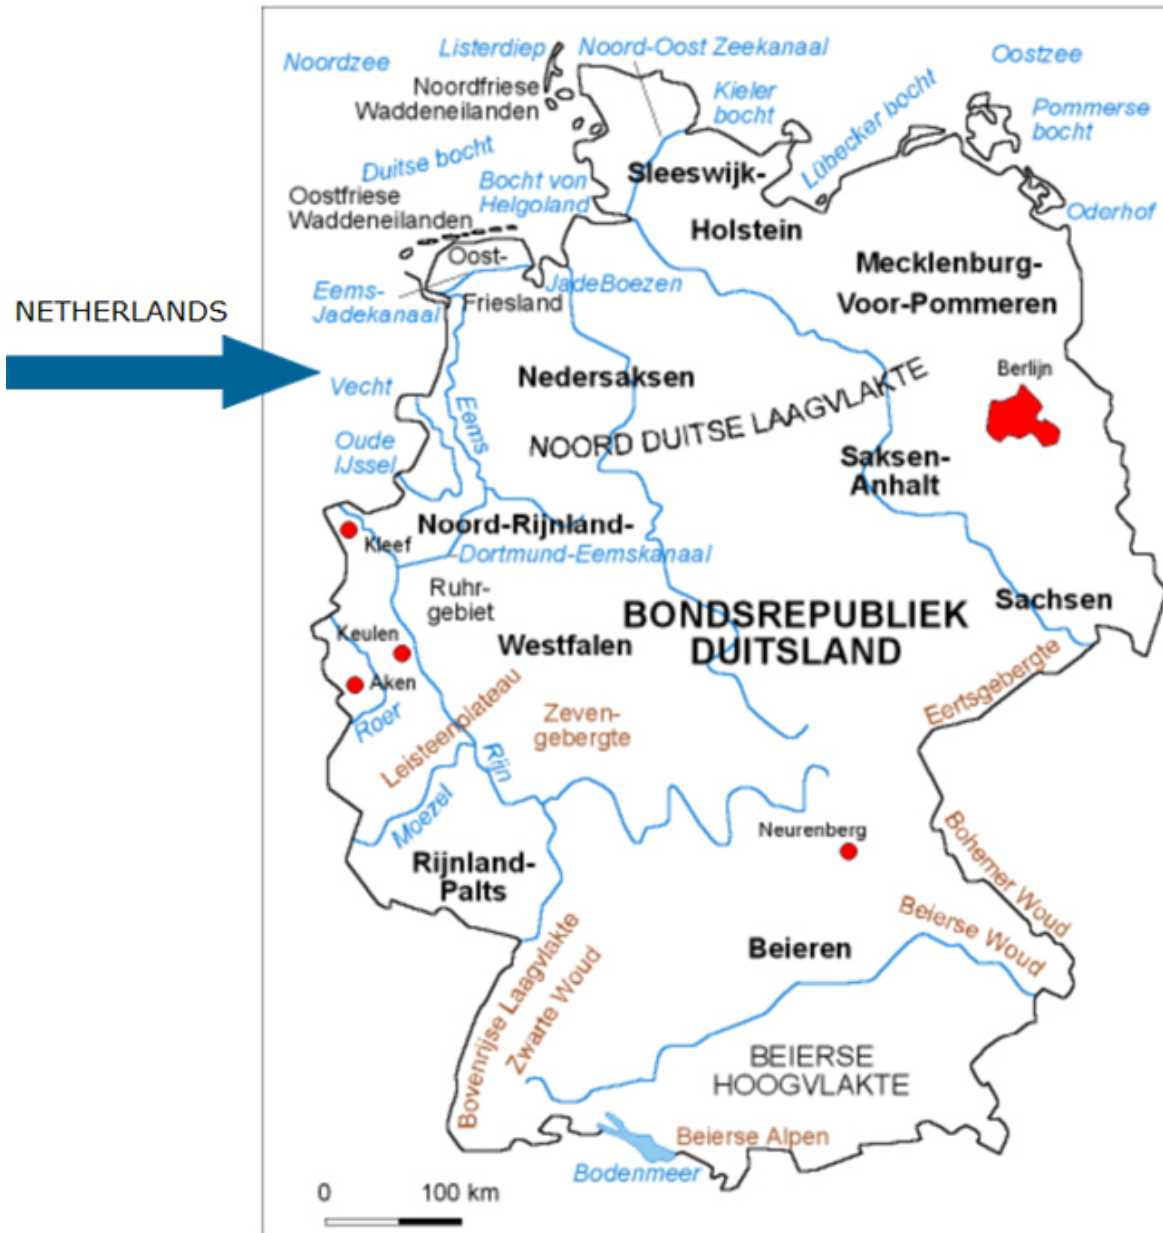 Noordzee
Listerdiep
Noord-Oost Zeekanaal
Oostzee
Noordfriese
Waddeneilanden
Kieler
bocht
Lübecker bocht
Pommerse
bocht
Duitse bocht
Sleeswijk-
Holstein
Oostfriese
Waddeneilanden
Bocht von
Helgoland
Oderhof
Mecklenburg-
Voor-Pommeren
Oost-
Friesland
JadeBoezen
Eems-
Jadekanaal
NETHERLANDS
Vecht
Eems
Nedersaksen
Berlijn
NOORD DUITSE LAAGVLAKTE
Oude
IJssel
Saksen-
Anhalt
Noord-Rijnland-
Kleef
Dortmund-Eemskanaal
Ruhr-
gebiet
Sachsen
BONDSREPUBLIEK
DUITSLAND
Keulen
Westfalen
Aken
Roer
Leisteenplateau
Zeven-
gebergte
Eertsgebergte
Rijn
Moezel
Neurenberg
Rijnland-
Palts
Bohemer Woud
Beierse Woud
Beieren
Bovenrijse Laagvlakte
Zwarte Woud
BEIERSE
HOOGVLAKTE
Beierse Alpen
Bodenmeer
0 100 km